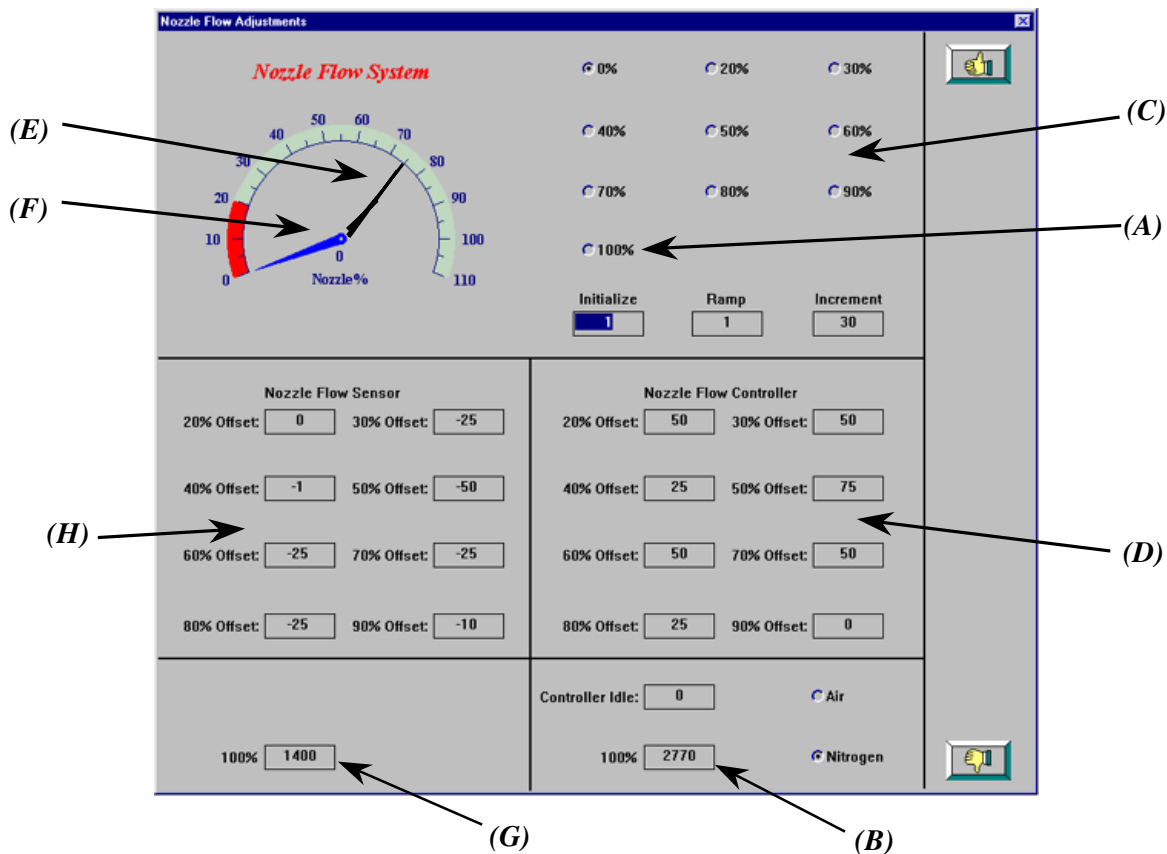 Nozzle Flow Adjustments
Nozzle Flow System
0% 20% 30%
40% 50% 60%
70% 80% 90%
100%
0 10 20 30 40 50 60 70 80 90 100 110
0
Nozzle%
Initialize Ramp Increment
1 1 30
Nozzle Flow Sensor
20% Offset: 0 30% Offset: -25
40% Offset: -1 50% Offset: -50
60% Offset: -25 70% Offset: -25
80% Offset: -25 90% Offset: -10
Nozzle Flow Controller
20% Offset: 50 30% Offset: 50
40% Offset: 25 50% Offset: 75
60% Offset: 50 70% Offset: 50
80% Offset: 25 90% Offset: 0
100% 1400
Controller Idle: 0 Air
100% 2770 Nitrogen
(E)
(F)
(H)
(C)
(A)
(D)
(G)
(B)